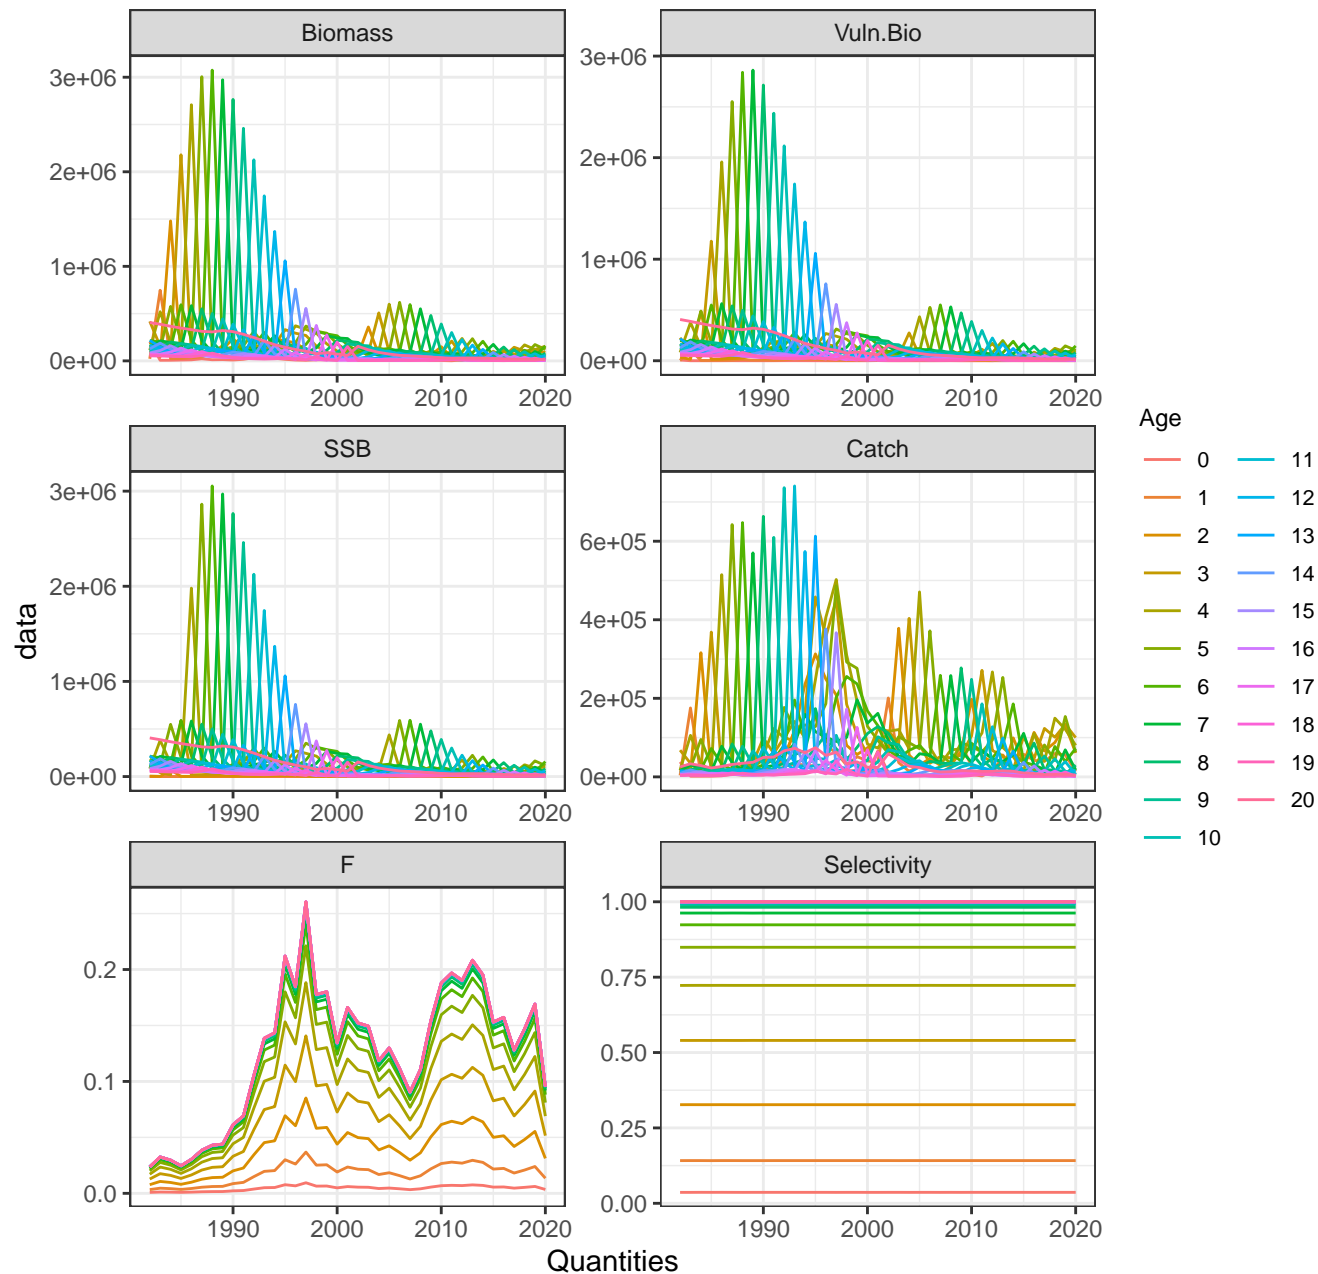 Biomass
Vuln.Bio
3e+06
2e+06
1e+06
0e+00
3e+06
2e+06
1e+06
0e+00
1990 2000 2010 2020
1990 2000 2010 2020
SSB
Catch
3e+06
2e+06
1e+06
0e+00
6e+05
4e+05
2e+05
0e+00
1990 2000 2010 2020
1990 2000 2010 2020
F
Selectivity
0.2
0.1
0.0
1.00
0.75
0.50
0.25
0.00
1990 2000 2010 2020
1990 2000 2010 2020
data
Quantities
Age
0
1
2
3
4
5
6
7
8
9
10
11
12
13
14
15
16
17
18
19
20